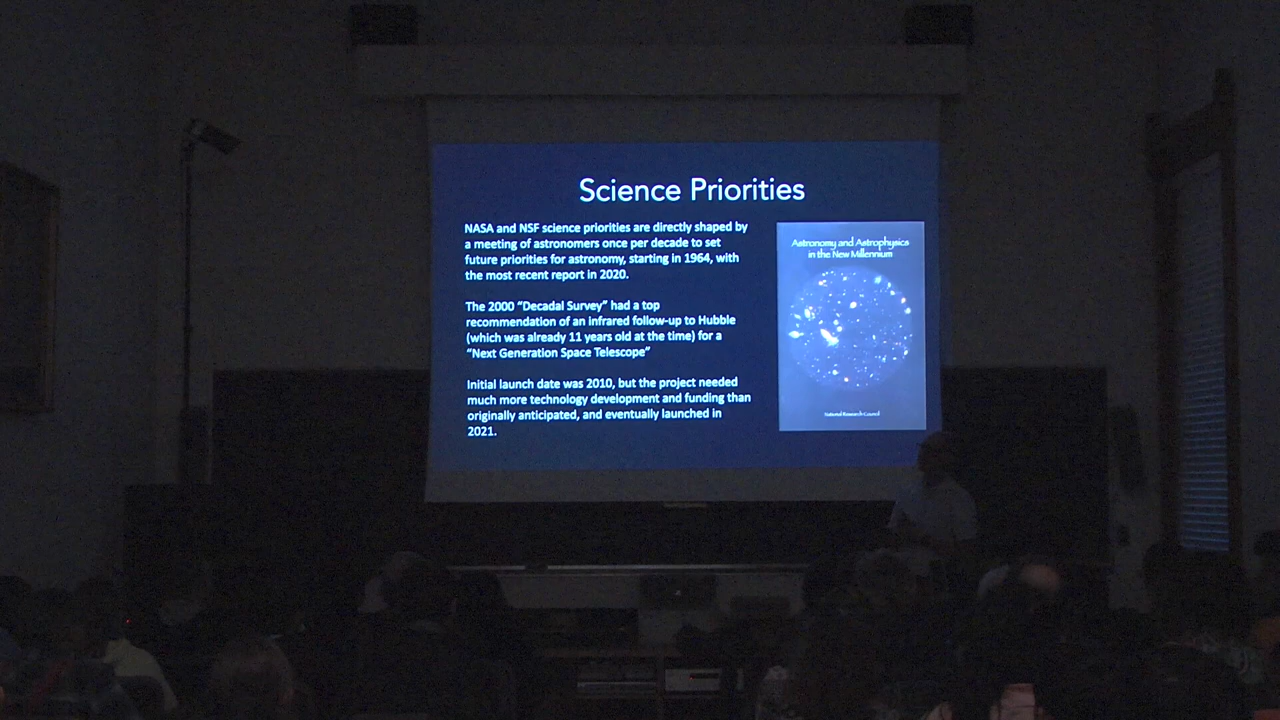 Science Priorities
NASA and NSF science priorities are directly shaped by
a meeting of astronomers once per decade to set
future priorities for astronomy, starting in 1964, with
the most recent report in 2020.
The 2000 “Decadal Survey” had a top
recommendation of an infrared follow-up to Hubble
(which was already 11 years old at the time) for a
“Next Generation Space Telescope”
Initial launch date was 2010, but the project needed
much more technology development and funding than
originally anticipated, and eventually launched in
2021.
Astronomy and Astrophysics
in the New Millennium
National Research Council